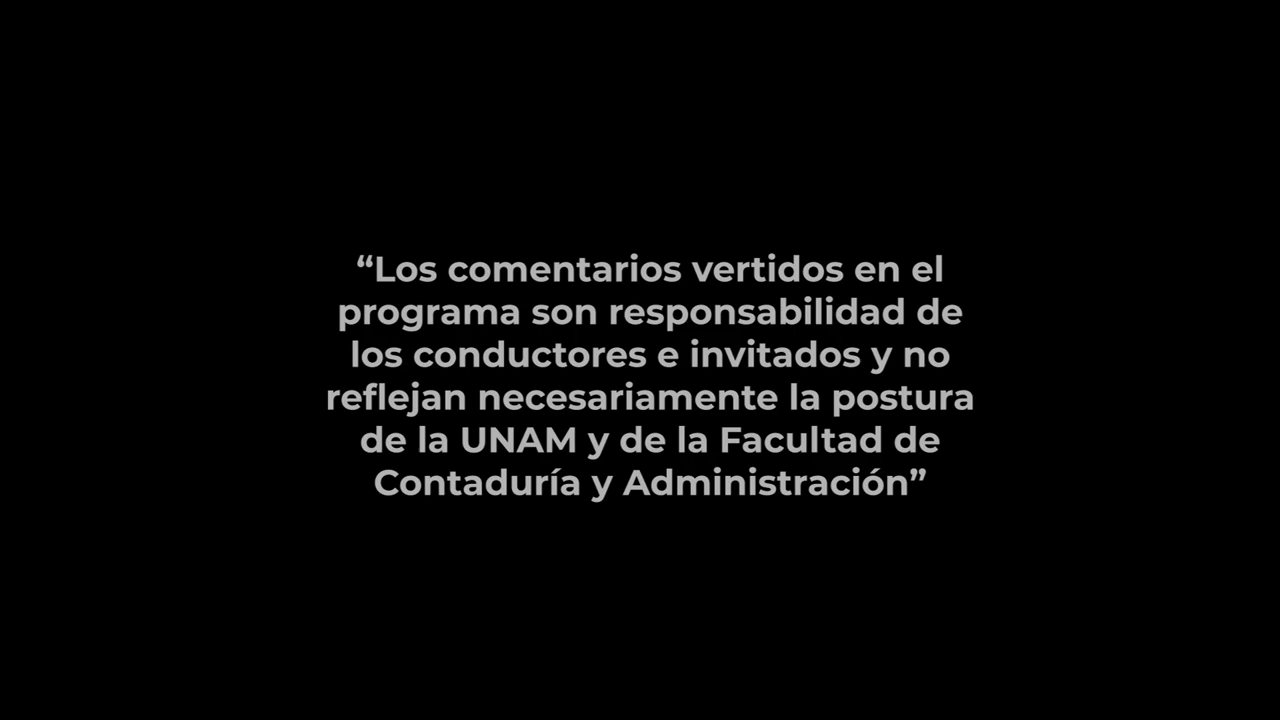 “Los comentarios vertidos en el
programa son responsabilidad de
los conductores e invitados y no
reflejan necesariamente la postura
de la UNAM y de la Facultad de
Contaduría y Administración”